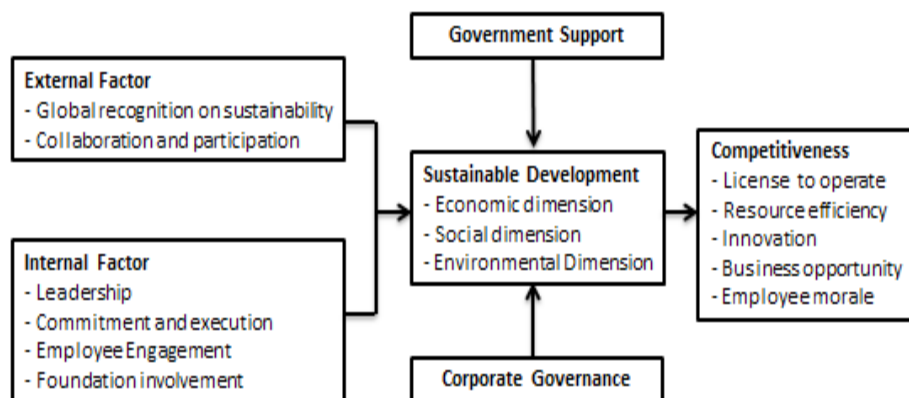 Government Support
External Factor
- Global recognition on sustainability
- Collaboration and participation
Sustainable Development
- Economic dimension
- Social dimension
- Environmental Dimension
Competitiveness
- License to operate
- Resource efficiency
- Innovation
- Business opportunity
- Employee morale
Internal Factor
- Leadership
- Commitment and execution
- Employee Engagement
- Foundation involvement
Corporate Governance